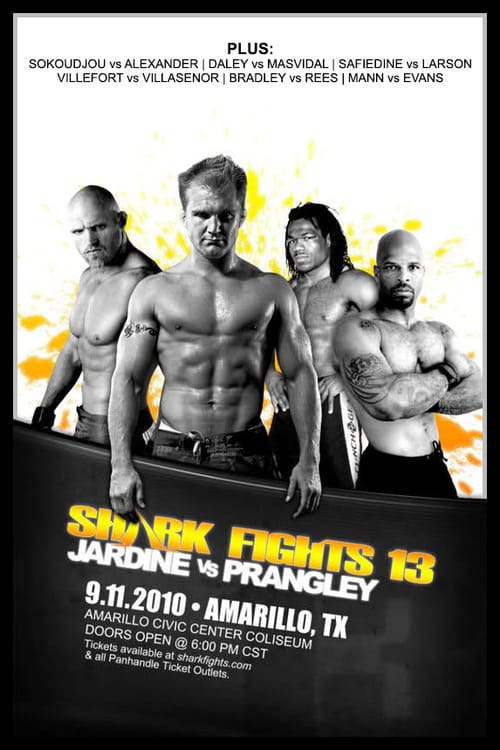 PLUS:
SOKOUDJOU vs ALEXANDER | DALEY vs MASVIDAL | SAFIEDINE vs LARSON
VILLEFORT vs VILLASENOR | BRADLEY vs REES | MANN vs EVANS
CLINCH GEAR
SHARK FIGHTS 13
JARDINE vs PRANGLEY
9.11.2010 • AMARILLO, TX
AMARILLO CIVIC CENTER COLISEUM
DOORS OPEN @ 6:00 PM CST
Tickets available at sharkfights.com
& all Panhandle Ticket Outlets.